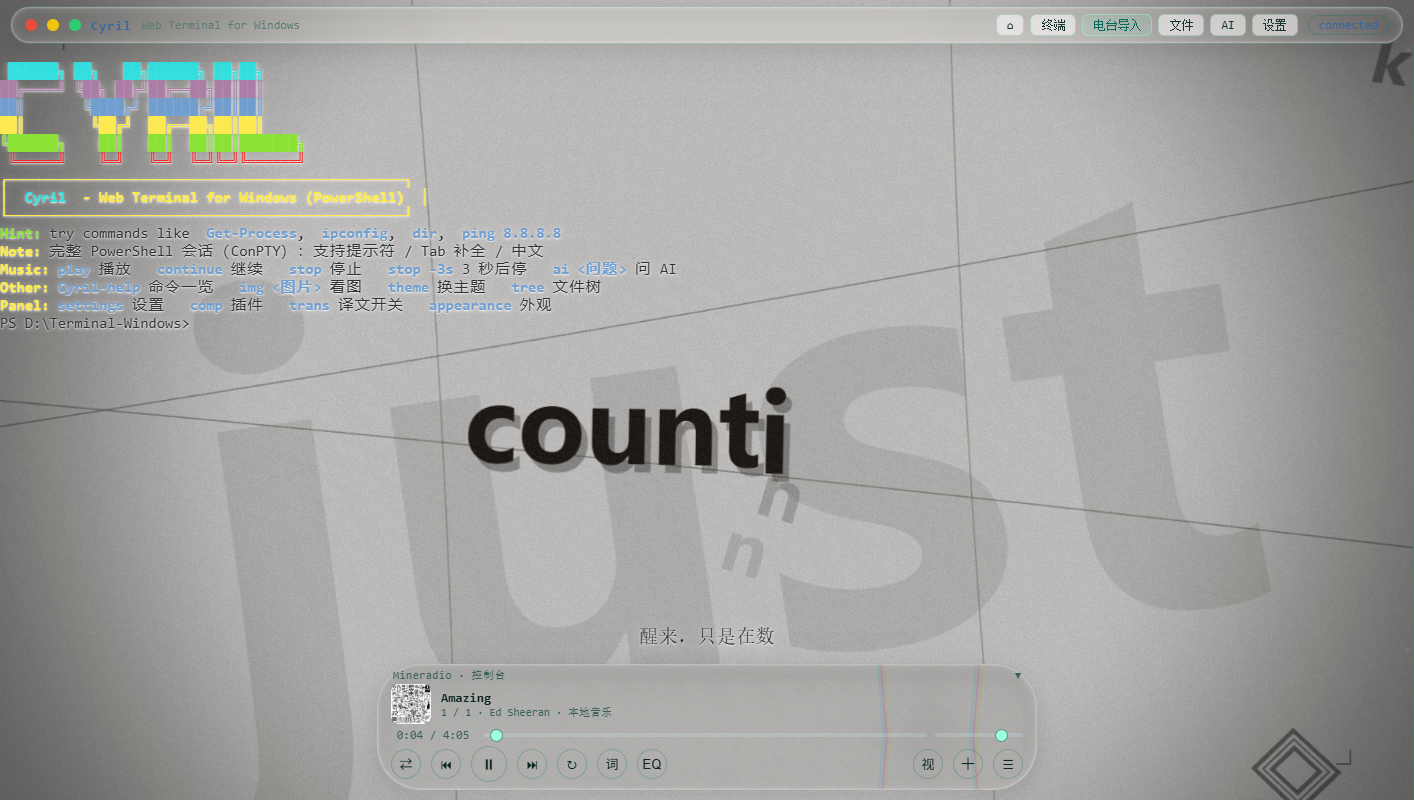 Cyril Web Terminal for Windows ⌂ 终端 电台导入 文件 AI 设置 connected
k
CYRIL
Cyril - Web Terminal for Windows (PowerShell)
Hint: try commands like Get-Process, ipconfig, dir, ping 8.8.8.8
Note: 完整 PowerShell 会话 (ConPTY) : 支持提示符 / Tab 补全 / 中文
Music: play 播放 continue 继续 stop 停止 stop -3s 3 秒后停 ai <问题> 问 AI
Other: Cyril-help 命令一览 img <图片> 看图 theme 换主题 tree 文件树
Panel: settings 设置 comp 插件 trans 译文开关 appearance 外观
PS D:\Terminal-Windows>
just
counti
n
n
醒来，只是在数
Mineradio · 控制台
Amazing
1 / 1 · Ed Sheeran · 本地音乐
0:04 / 4:05
词 EQ 视